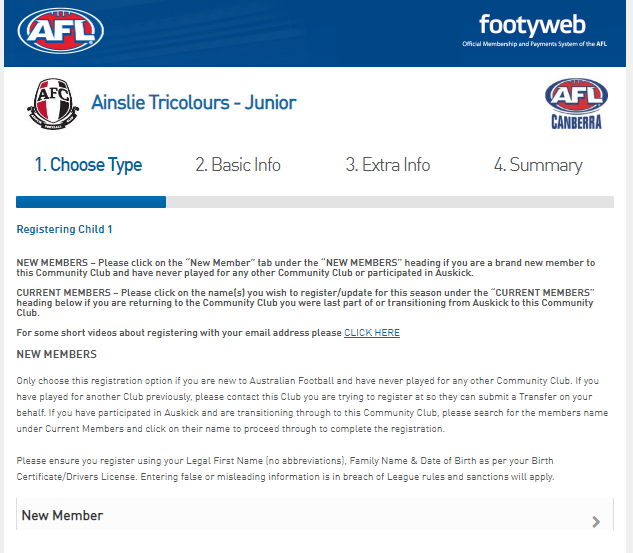 AFL
footyweb
Official Membership and Payments System of the AFL
AFC
Ainslie Tricolours - Junior
AFL
CANBERRA
1. Choose Type
2. Basic Info
3. Extra Info
4. Summary
Registering Child 1
NEW MEMBERS – Please click on the “New Member” tab under the “NEW MEMBERS” heading if you are a brand new member to
this Community Club and have never played for any other Community Club or participated in Auskick.
CURRENT MEMBERS – Please click on the name(s) you wish to register/update for this season under the “CURRENT MEMBERS”
heading below if you are returning to the Community Club you were last part of or transitioning from Auskick to this Community
Club.
For some short videos about registering with your email address please CLICK HERE
NEW MEMBERS
Only choose this registration option if you are new to Australian Football and have never played for any other Community Club. If you
have played for another Club previously, please contact this Club you are trying to register at so they can submit a Transfer on your
behalf. If you have participated in Auskick and are transitioning through to this Community Club, please search for the members name
under Current Members and click on their name to proceed through to complete the registration.
Please ensure you register using your Legal First Name (no abbreviations), Family Name & Date of Birth as per your Birth
Certificate/Drivers License. Entering false or misleading information is in breach of League rules and sanctions will apply.
New Member